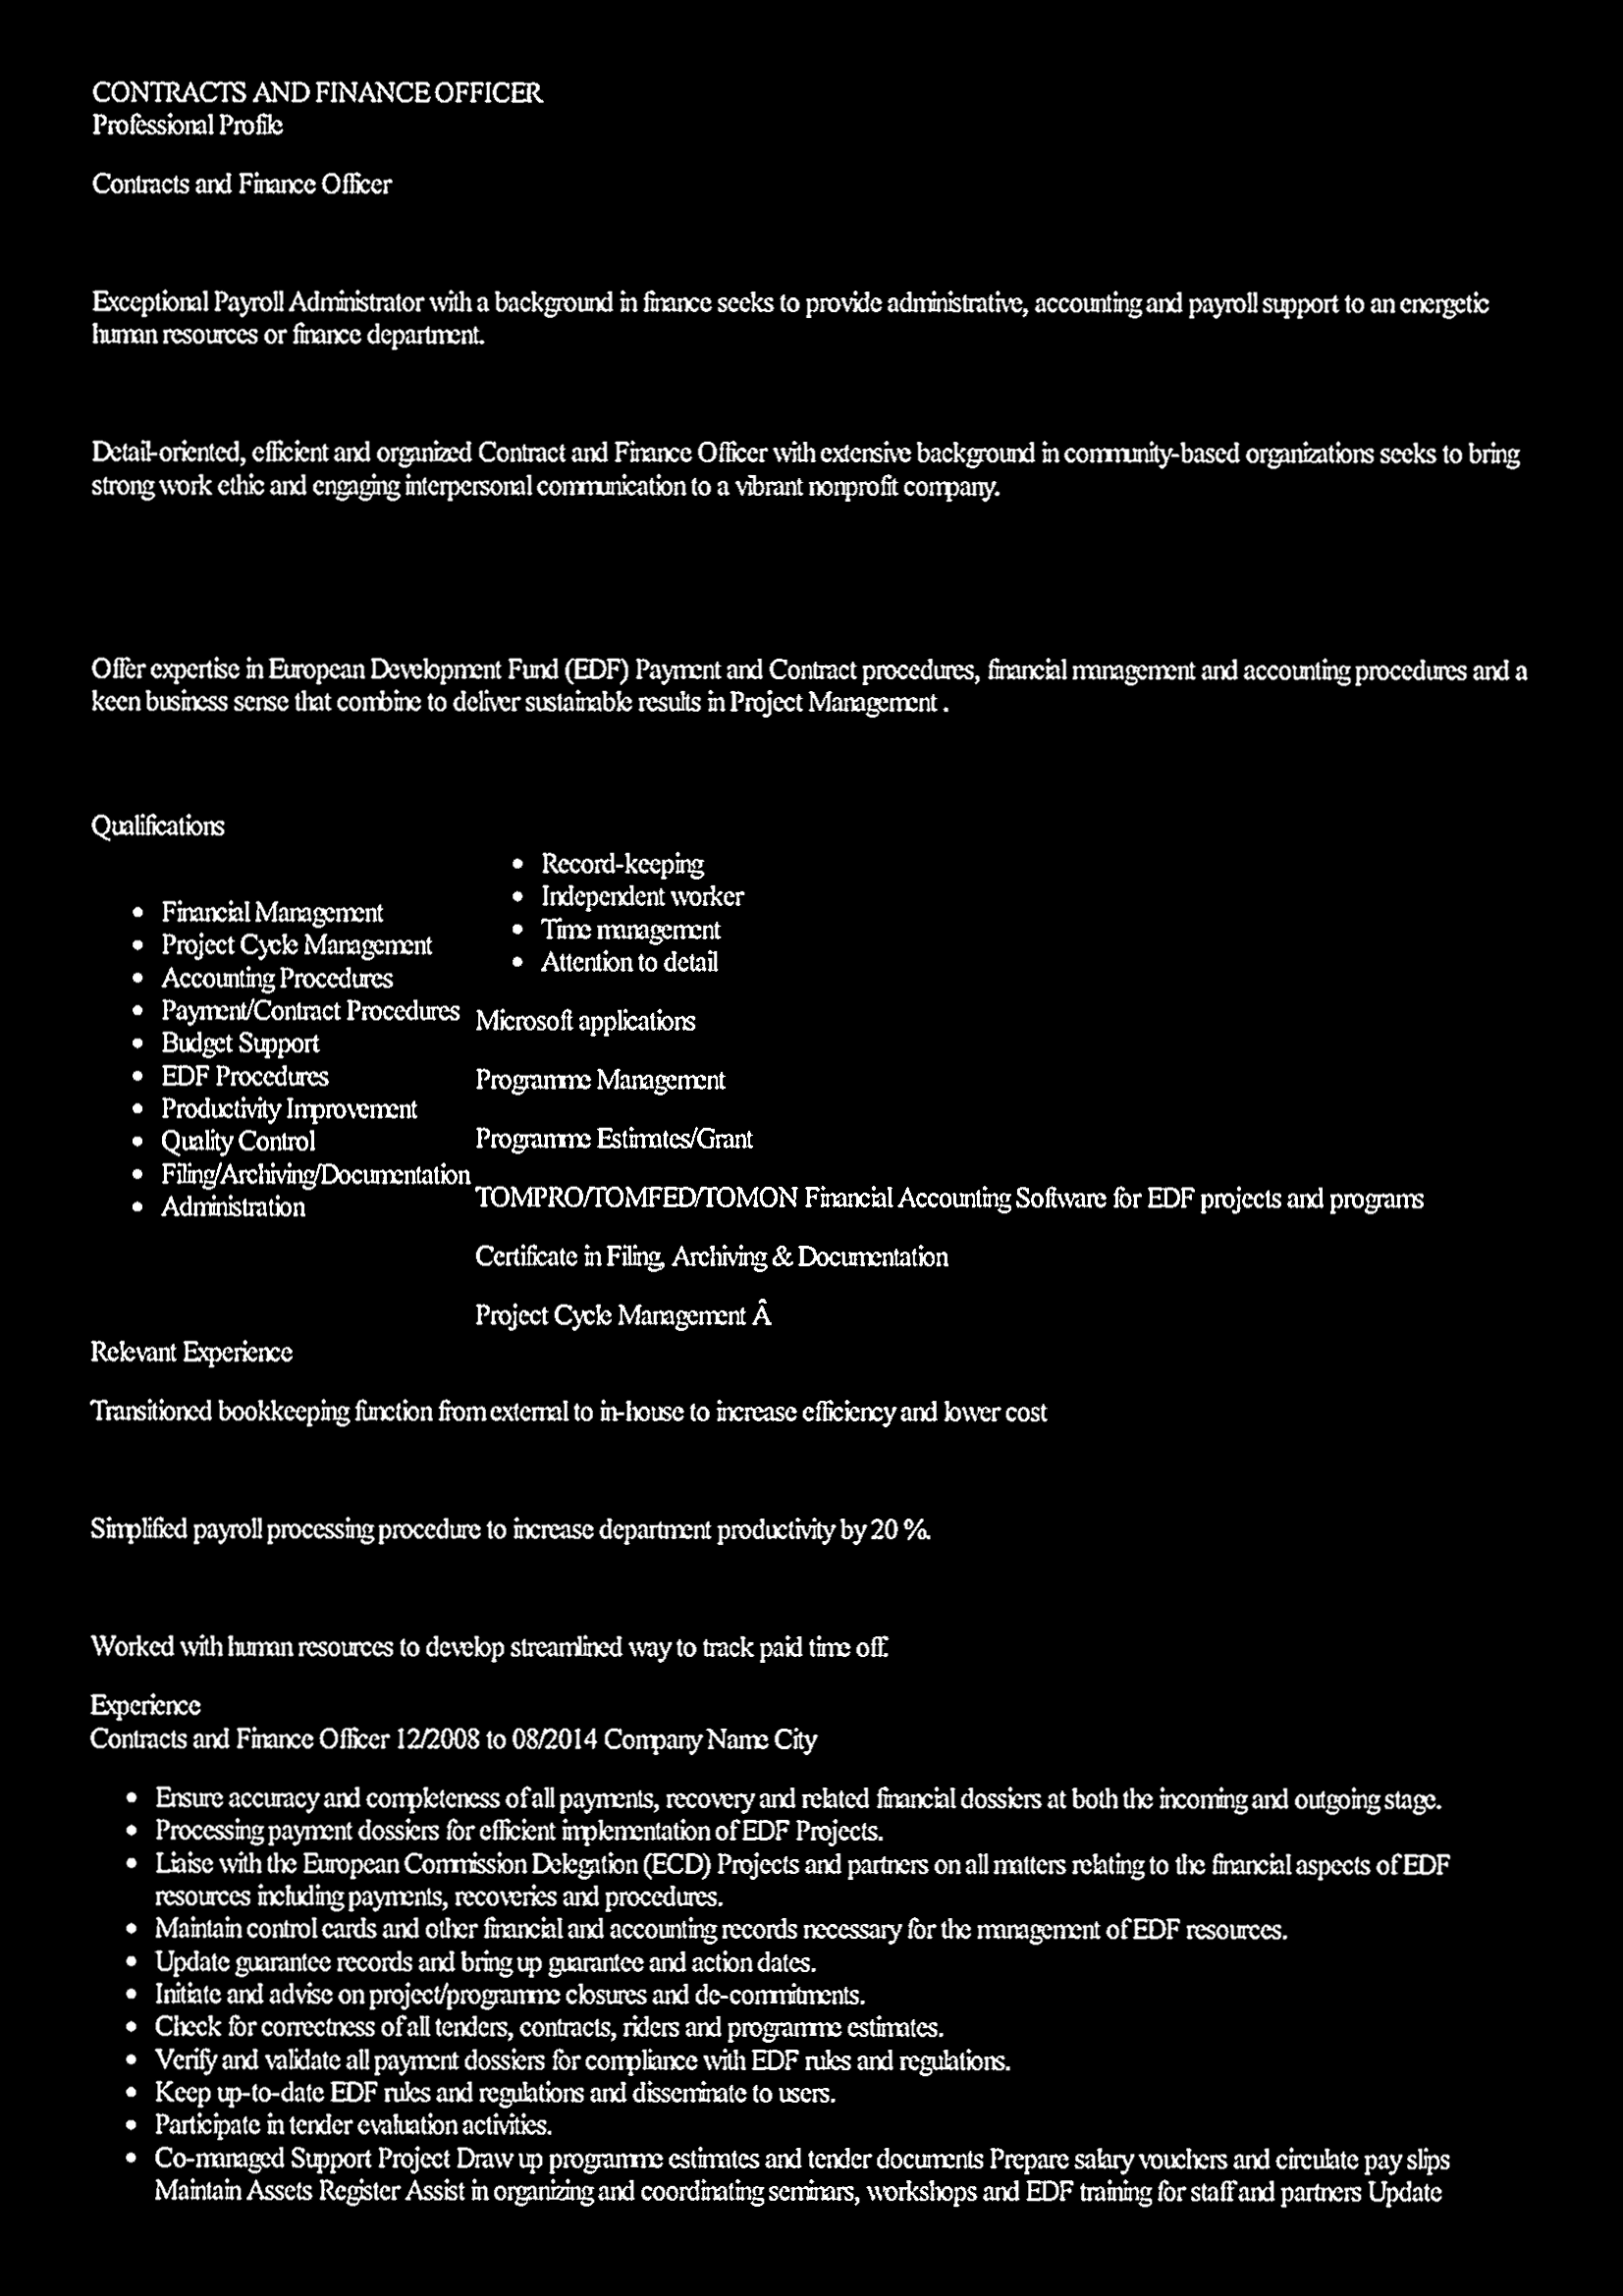 CONTRACTS AND FINANCE OFFICER
Professional Profile
Contracts and Finance Officer
Exceptional Payroll Administrator with a background in finance seeks to provide administrative, accounting and payroll support to an energetic
human resources or finance department.
Detail-oriented, efficient and organized Contract and Finance Officer with extensive background in community-based organizations seeks to bring
strong work ethic and engaging interpersonal communication to a vibrant nonprofit company.
Offer expertise in European Development Fund (EDF) Payment and Contract procedures, financial management and accounting procedures and a
keen business sense that combine to deliver sustainable results in Project Management .
Qualifications
• Financial Management
• Project Cycle Management
• Accounting Procedures
• Payment/Contract Procedures
• Budget Support
• EDF Procedures
• Productivity Improvement
• Quality Control
• Filing/Archiving/Documentation
• Administration
• Record-keeping
• Independent worker
• Time management
• Attention to detail
Microsoft applications
Programme Management
Programme Estimates/Grant
TOMPRO/TOMFED/TOMON Financial Accounting Software for EDF projects and programs
Certificate in Filing, Archiving & Documentation
Project Cycle Management Â
Relevant Experience
Transitioned bookkeeping function from external to in-house to increase efficiency and lower cost
Simplified payroll processing procedure to increase department productivity by 20 %.
Worked with human resources to develop streamlined way to track paid time off.
Experience
Contracts and Finance Officer 12/2008 to 08/2014 Company Name City
• Ensure accuracy and completeness of all payments, recovery and related financial dossiers at both the incoming and outgoing stage.
• Processing payment dossiers for efficient implementation of EDF Projects.
• Liaise with the European Commission Delegation (ECD) Projects and partners on all matters relating to the financial aspects of EDF
resources including payments, recoveries and procedures.
• Maintain control cards and other financial and accounting records necessary for the management of EDF resources.
• Update guarantee records and bring up guarantee and action dates.
• Initiate and advise on project/programme closures and de-commitments.
• Check for correctness of all tenders, contracts, riders and programme estimates.
• Verify and validate all payment dossiers for compliance with EDF rules and regulations.
• Keep up-to-date EDF rules and regulations and disseminate to users.
• Participate in tender evaluation activities.
• Co-managed Support Project Draw up programme estimates and tender documents Prepare salary vouchers and circulate pay slips
Maintain Assets Register Assist in organizing and coordinating seminars, workshops and EDF training for staff and partners Update